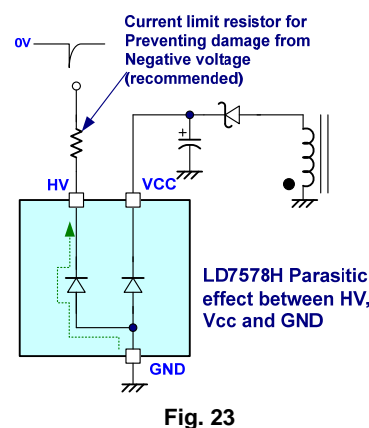 Current limit resistor for
Preventing damage from
Negative voltage
(recommended)
0V
+
HV
VCC
LD7578H Parasitic
effect between HV,
Vcc and GND
GND
Fig. 23